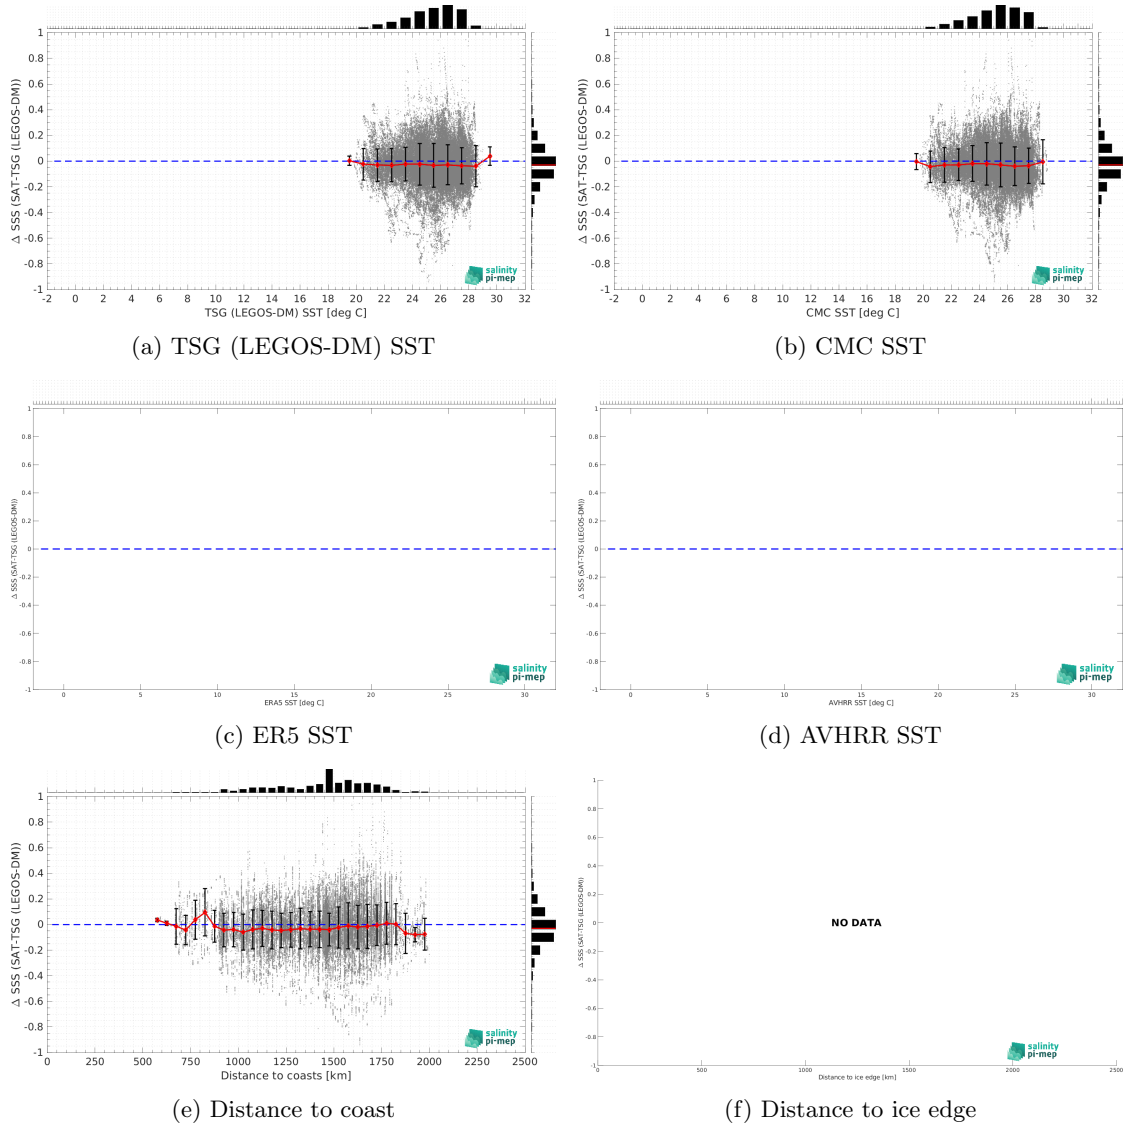 1
0.8
0.6
0.4
0.2
0
-0.2
-0.4
-0.6
-0.8
-1
Δ SSS (SAT-TSG (LEGOS-DM))
salinity
pi-mep
-2 0 2 4 6 8 10 12 14 16 18 20 22 24 26 28 30 32
TSG (LEGOS-DM) SST [deg C]
(a) TSG (LEGOS-DM) SST
1
0.8
0.6
0.4
0.2
0
-0.2
-0.4
-0.6
-0.8
-1
Δ SSS (SAT-TSG (LEGOS-DM))
salinity
pi-mep
-2 0 2 4 6 8 10 12 14 16 18 20 22 24 26 28 30 32
CMC SST [deg C]
(b) CMC SST
1
0.8
0.6
0.4
0.2
0
-0.2
-0.4
-0.6
-0.8
-1
Δ SSS (SAT-TSG (LEGOS-DM))
salinity
pi-mep
0 5 10 15 20 25 30
ERA5 SST [deg C]
(c) ER5 SST
1
0.8
0.6
0.4
0.2
0
-0.2
-0.4
-0.6
-0.8
-1
Δ SSS (SAT-TSG (LEGOS-DM))
salinity
pi-mep
0 5 10 15 20 25 30
AVHRR SST [deg C]
(d) AVHRR SST
1
0.8
0.6
0.4
0.2
0
-0.2
-0.4
-0.6
-0.8
-1
Δ SSS (SAT-TSG (LEGOS-DM))
salinity
pi-mep
0 250 500 750 1000 1250 1500 1750 2000 2250 2500
Distance to coasts [km]
(e) Distance to coast
1
0.8
0.6
0.4
0.2
0
-0.2
-0.4
-0.6
-0.8
-1
Δ SSS (SAT-TSG (LEGOS-DM))
NO DATA
salinity
pi-mep
0 500 1000 1500 2000 2500
Distance to ice edge [km]
(f) Distance to ice edge